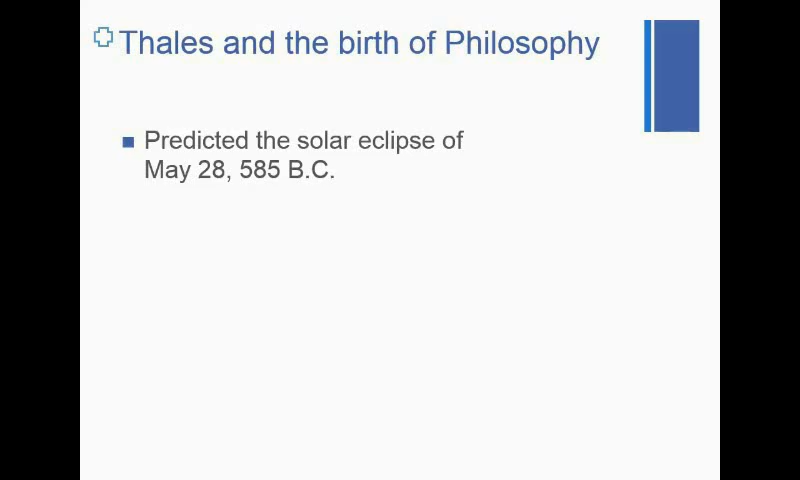 Thales and the birth of Philosophy
Predicted the solar eclipse of
May 28, 585 B.C.